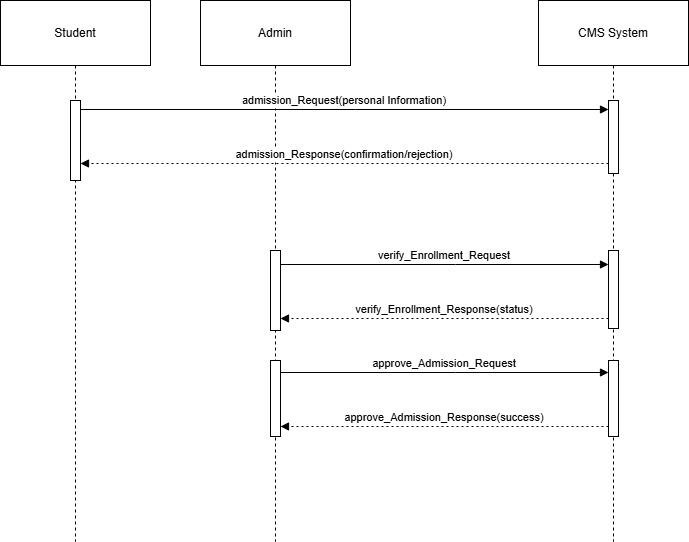 Student
Admin
CMS System
admission_Request(personal Information)
admission_Response(confirmation/rejection)
verify_Enrollment_Request
verify_Enrollment_Response(status)
approve_Admission_Request
approve_Admission_Response(success)